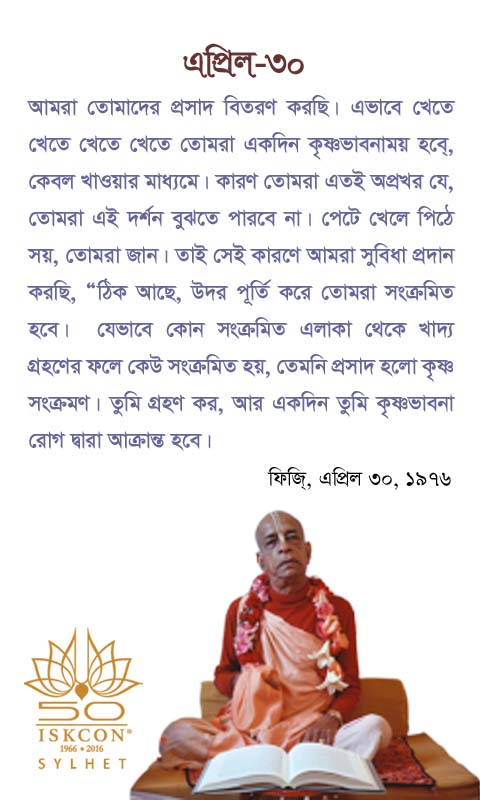 এপ্রিল-৩০
আমরা তোমাদের প্রসাদ বিতরণ করছি। এভাবে খেতে
খেতে খেতে খেতে তোমরা একদিন কৃষ্ণভাবনাময় হবে,
কেবল খাওয়ার মাধ্যমে। কারণ তোমরা এতই অপ্রখর যে,
তোমরা এই দর্শন বুঝতে পারবে না। পেটে খেলে পিঠে
সয়, তোমরা জান। তাই সেই কারণে আমরা সুবিধা প্রদান
করছি, “ঠিক আছে, উদর পূর্তি করে তোমরা সংক্রমিত
হবে। যেভাবে কোন সংক্রমিত এলাকা থেকে খাদ্য
গ্রহণের ফলে কেউ সংক্রমিত হয়, তেমনি প্রসাদ হলো কৃষ্ণ
সংক্রমণ। তুমি গ্রহণ কর, আর একদিন তুমি কৃষ্ণভাবনা
রোগ দ্বারা আক্রান্ত হবে।
ফিজি, এপ্রিল ৩০, ১৯৭৬
50
ISKCON®
1966 • 2016
SYLHET